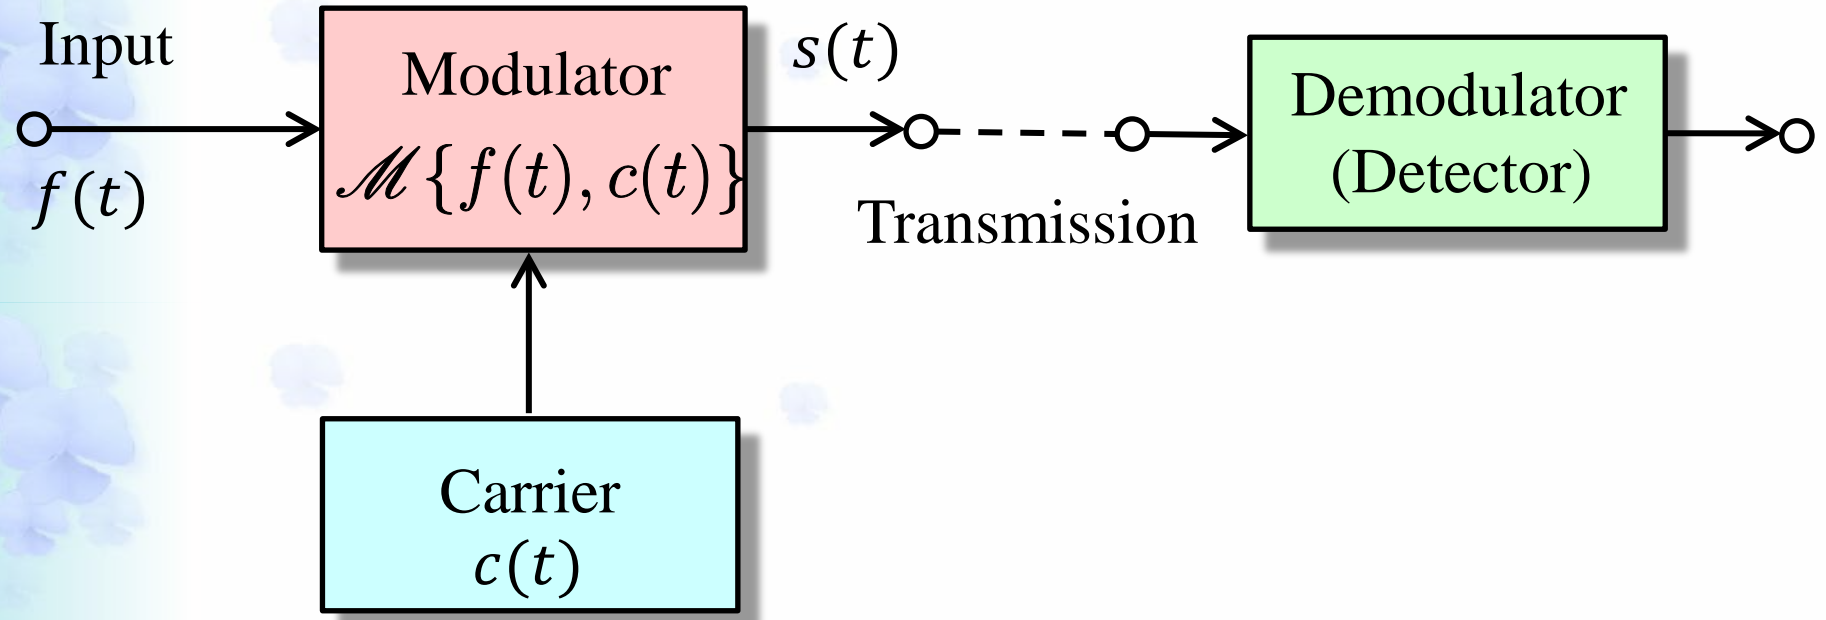 Input
f(t)
Modulator
ℳ{f(t), c(t)}
s(t)
Transmission
Demodulator
(Detector)
Carrier
c(t)